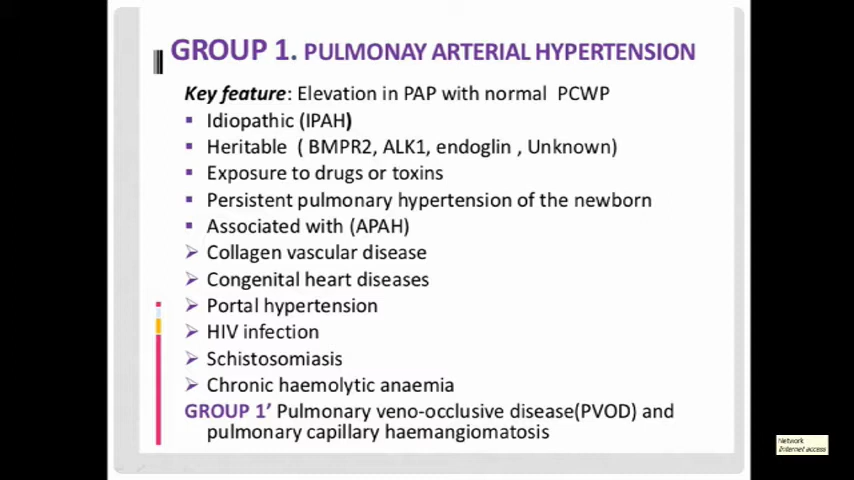 GROUP 1. PULMONAY ARTERIAL HYPERTENSION
Key feature: Elevation in PAP with normal PCWP
▪ Idiopathic (IPAH)
▪ Heritable ( BMPR2, ALK1, endoglin , Unknown)
▪ Exposure to drugs or toxins
▪ Persistent pulmonary hypertension of the newborn
▪ Associated with (APAH)
➢ Collagen vascular disease
➢ Congenital heart diseases
➢ Portal hypertension
➢ HIV infection
➢ Schistosomiasis
➢ Chronic haemolytic anaemia
GROUP 1’ Pulmonary veno-occlusive disease(PVOD) and
pulmonary capillary haemangiomatosis
Network
Internet access